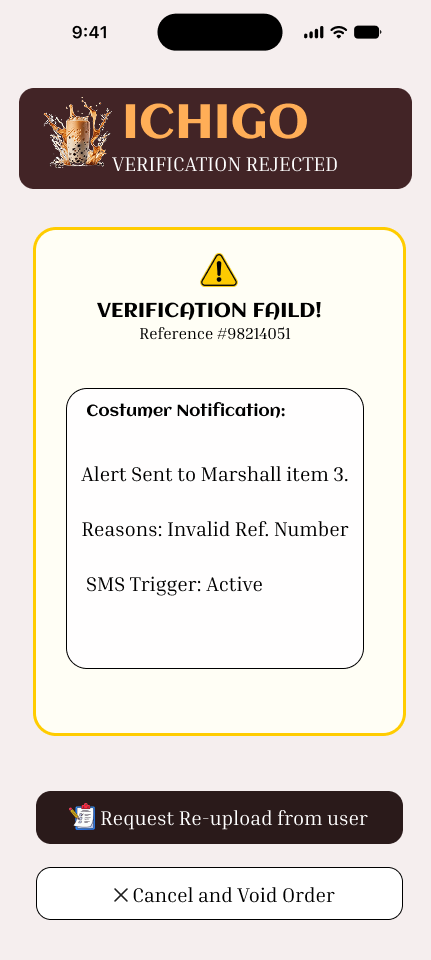 9:41
ICHIGO
VERIFICATION REJECTED
VERIFICATION FAILD!
Reference #98214051
Costumer Notification:
Alert Sent to Marshall item 3.
Reasons: Invalid Ref. Number
SMS Trigger: Active
Request Re-upload from user
Cancel and Void Order